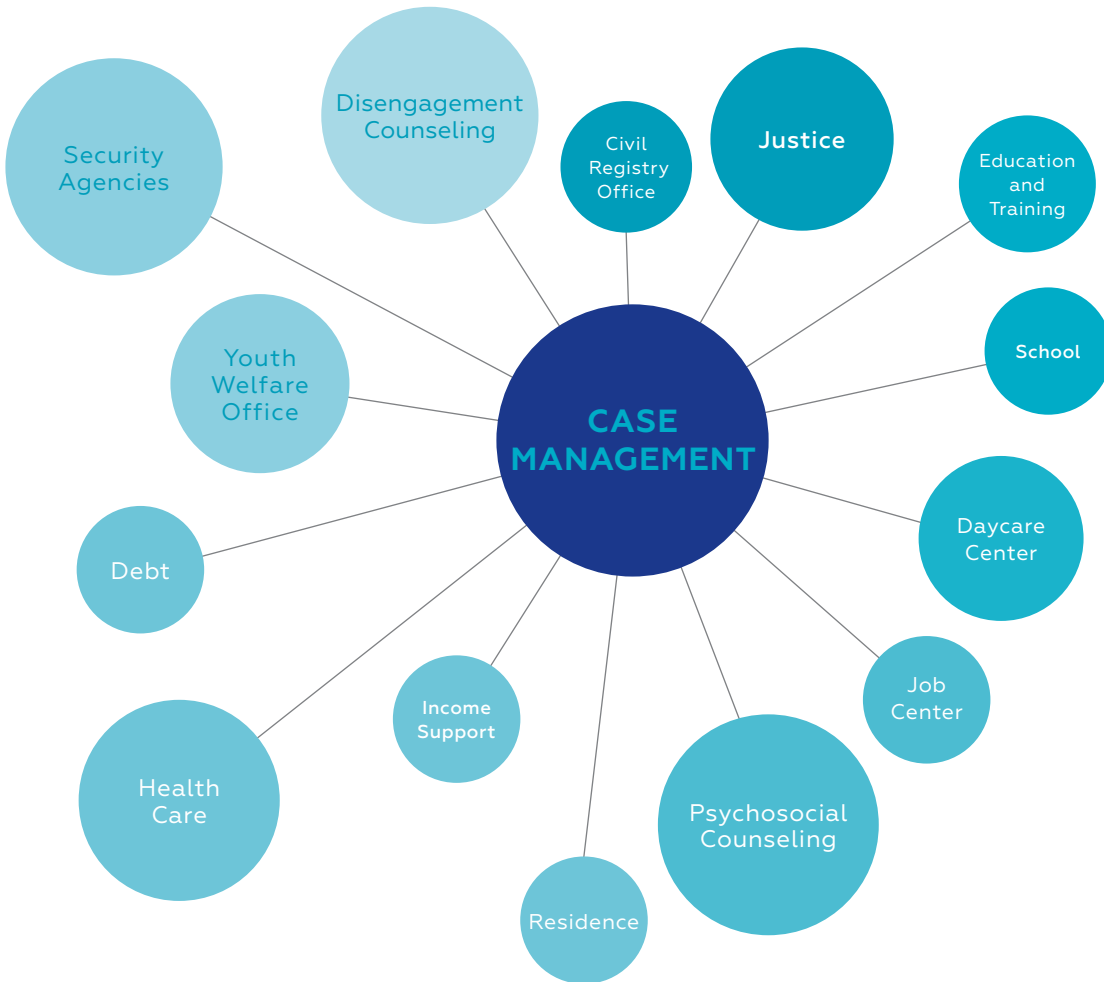 Disengagement
Counseling
Security
Agencies
Civil
Registry
Office
Justice
Education
and
Training
Youth
Welfare
Office
School
CASE
MANAGEMENT
Debt
Daycare
Center
Income
Support
Job
Center
Health
Care
Psychosocial
Counseling
Residence